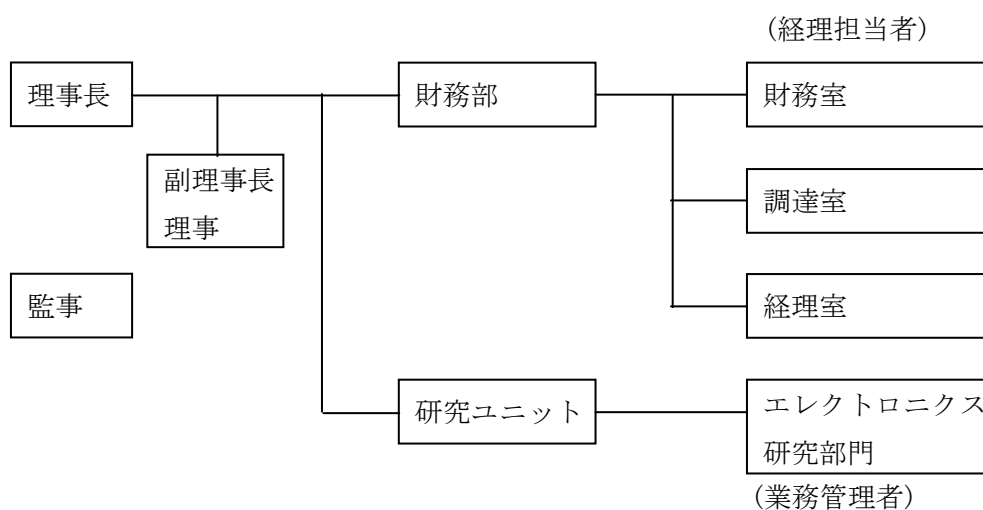 (経理担当者)
理事長
財務部
財務室
副理事長
理事
調達室
監事
経理室
研究ユニット
エレクトロニクス
研究部門
(業務管理者)